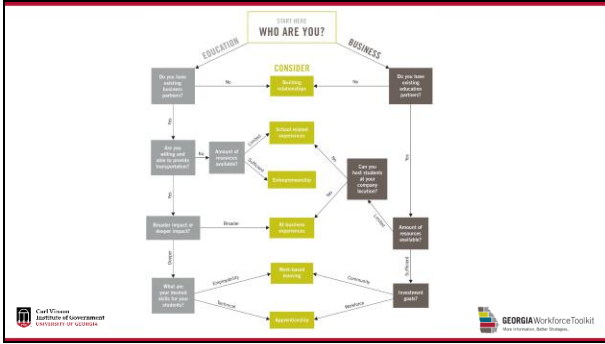 START HERE
WHO ARE YOU?
EDUCATION
BUSINESS
CONSIDER
Do you have
existing
business
partners?
No
Building
relationships
No
Do you have
existing
education
partners?
Yes
School-related
experiences
Limited
Are you
willing and
able to provide
transportation?
No
Amount of
resources
available?
Sufficient
Entrepreneurship
No
Can you
host students
at your
company
location?
Yes
Yes
Yes
Limited
Broader impact or
deeper impact?
Broader
At-business
experiences
Amount of
resources
available?
Deeper
Sufficient
What are
your desired
skills for your
students?
Employability
Work-based
learning
Community
Investment
goals?
Technical
Apprenticeship
Workforce
Carl Vinson
Institute of Government
UNIVERSITY OF GEORGIA
GEORGIAWorkforceToolkit
More Information. Better Strategies.